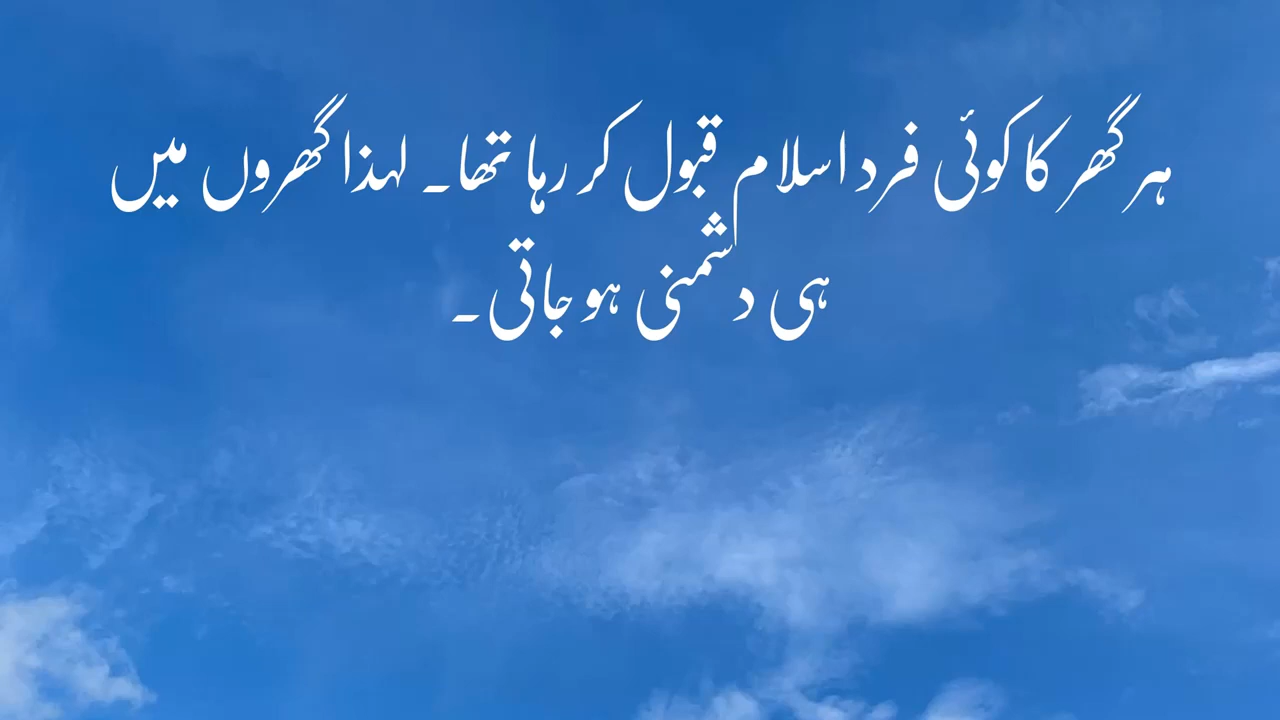 ہر گھر کا کوئی فرد اسلام قبول کر رہا تھا۔ لہذا گھروں میں
ہی دشمنی ہو جاتی۔